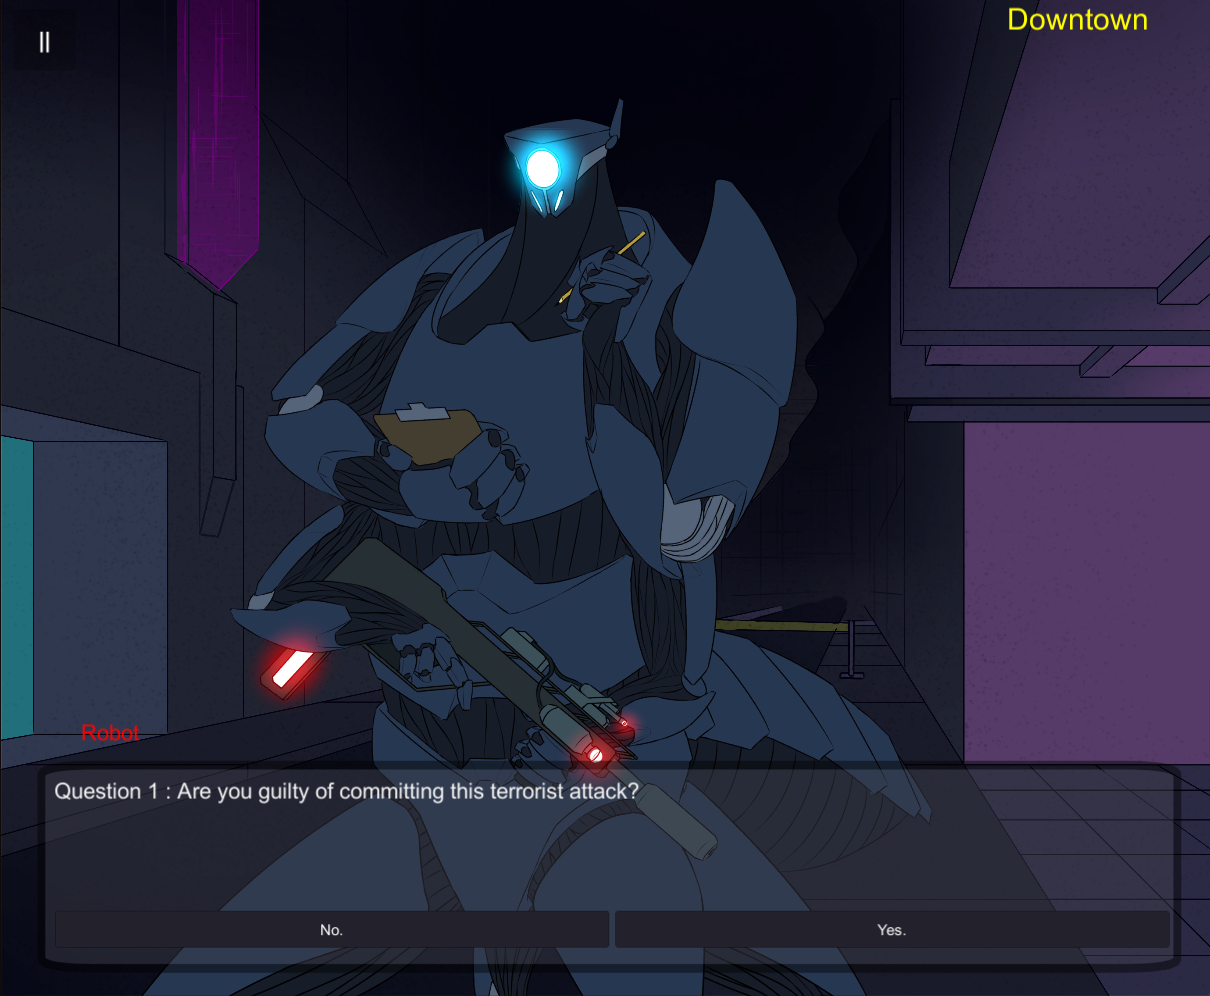 Downtown
Robot
Question 1 : Are you guilty of committing this terrorist attack?
No.
Yes.